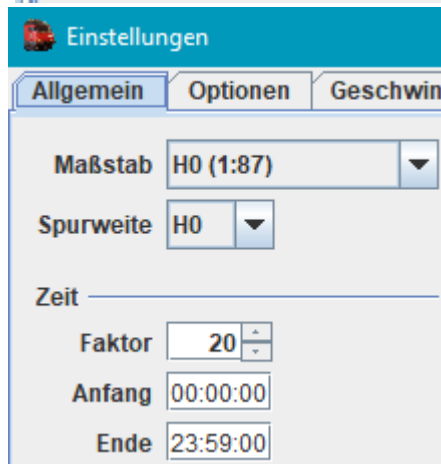 Einstellungen
Allgemein Optionen Geschwin
Maßstab H0 (1:87)
Spurweite H0
Zeit
Faktor 20
Anfang 00:00:00
Ende 23:59:00